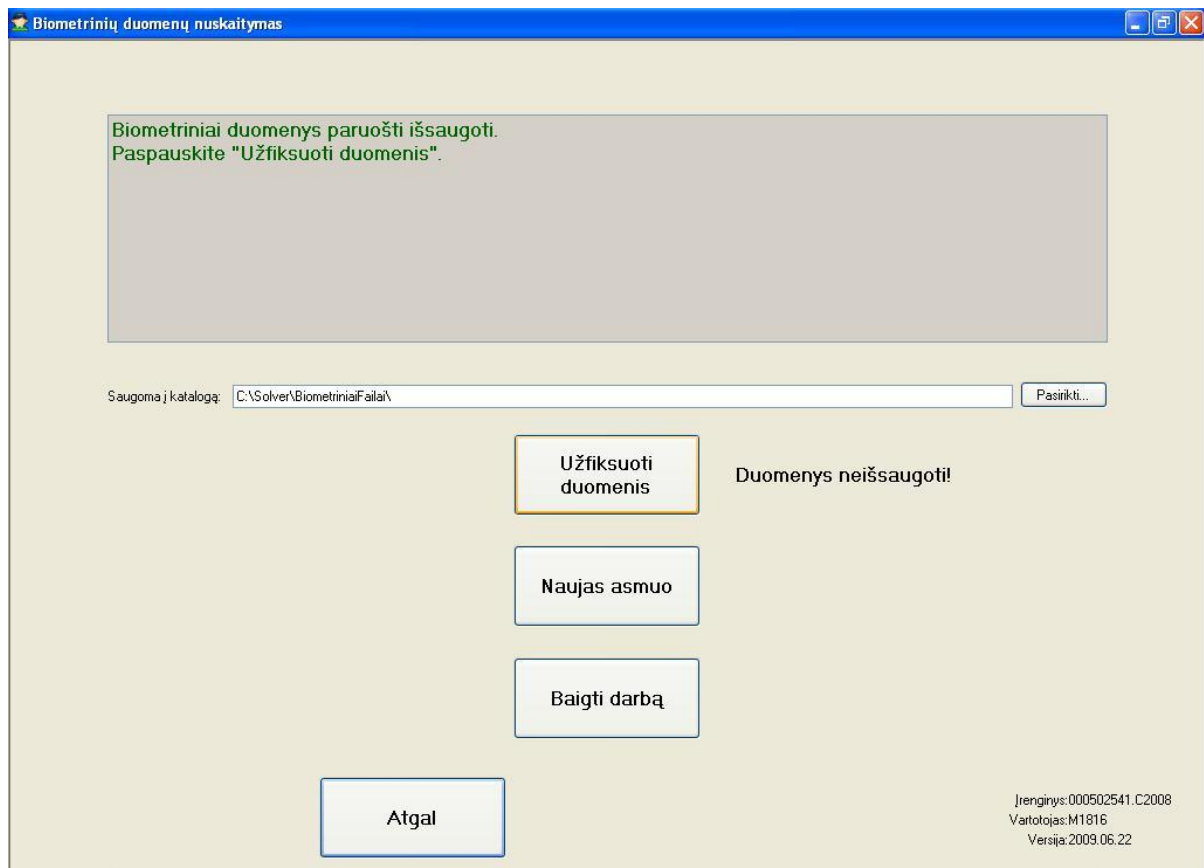 Biometrinių duomenų nuskaitymas
Biometriniai duomenys paruošti išsaugoti.
Paspauskite "Užfiksuoti duomenis".
Saugoma į katalogą: C:\Solver\BiometriniaiFailai\ Pasirikti...
Užfiksuoti
duomenis
Duomenys neišsaugoti!
Naujas asmuo
Baigti darbą
Atgal
Įrenginys:000502541.C2008
Vartotojas:M1816
Versija:2009.06.22